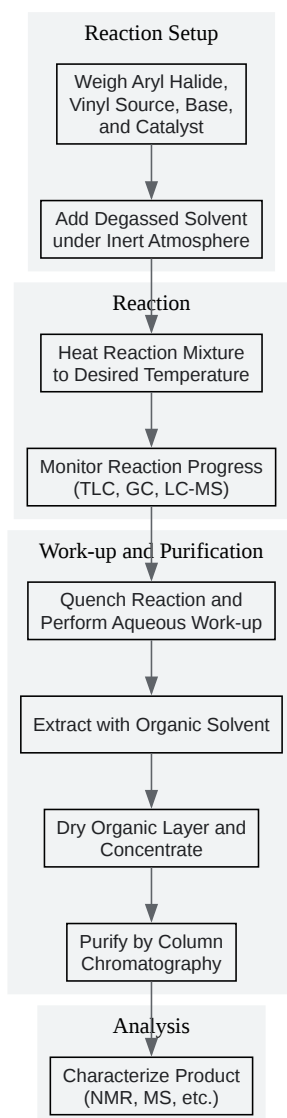 Reaction Setup
Weigh Aryl Halide,
Vinyl Source, Base,
and Catalyst
Add Degassed Solvent
under Inert Atmosphere
Reaction
Heat Reaction Mixture
to Desired Temperature
Monitor Reaction Progress
(TLC, GC, LC-MS)
Work-up and Purification
Quench Reaction and
Perform Aqueous Work-up
Extract with Organic Solvent
Dry Organic Layer and
Concentrate
Purify by Column
Chromatography
Analysis
Characterize Product
(NMR, MS, etc.)